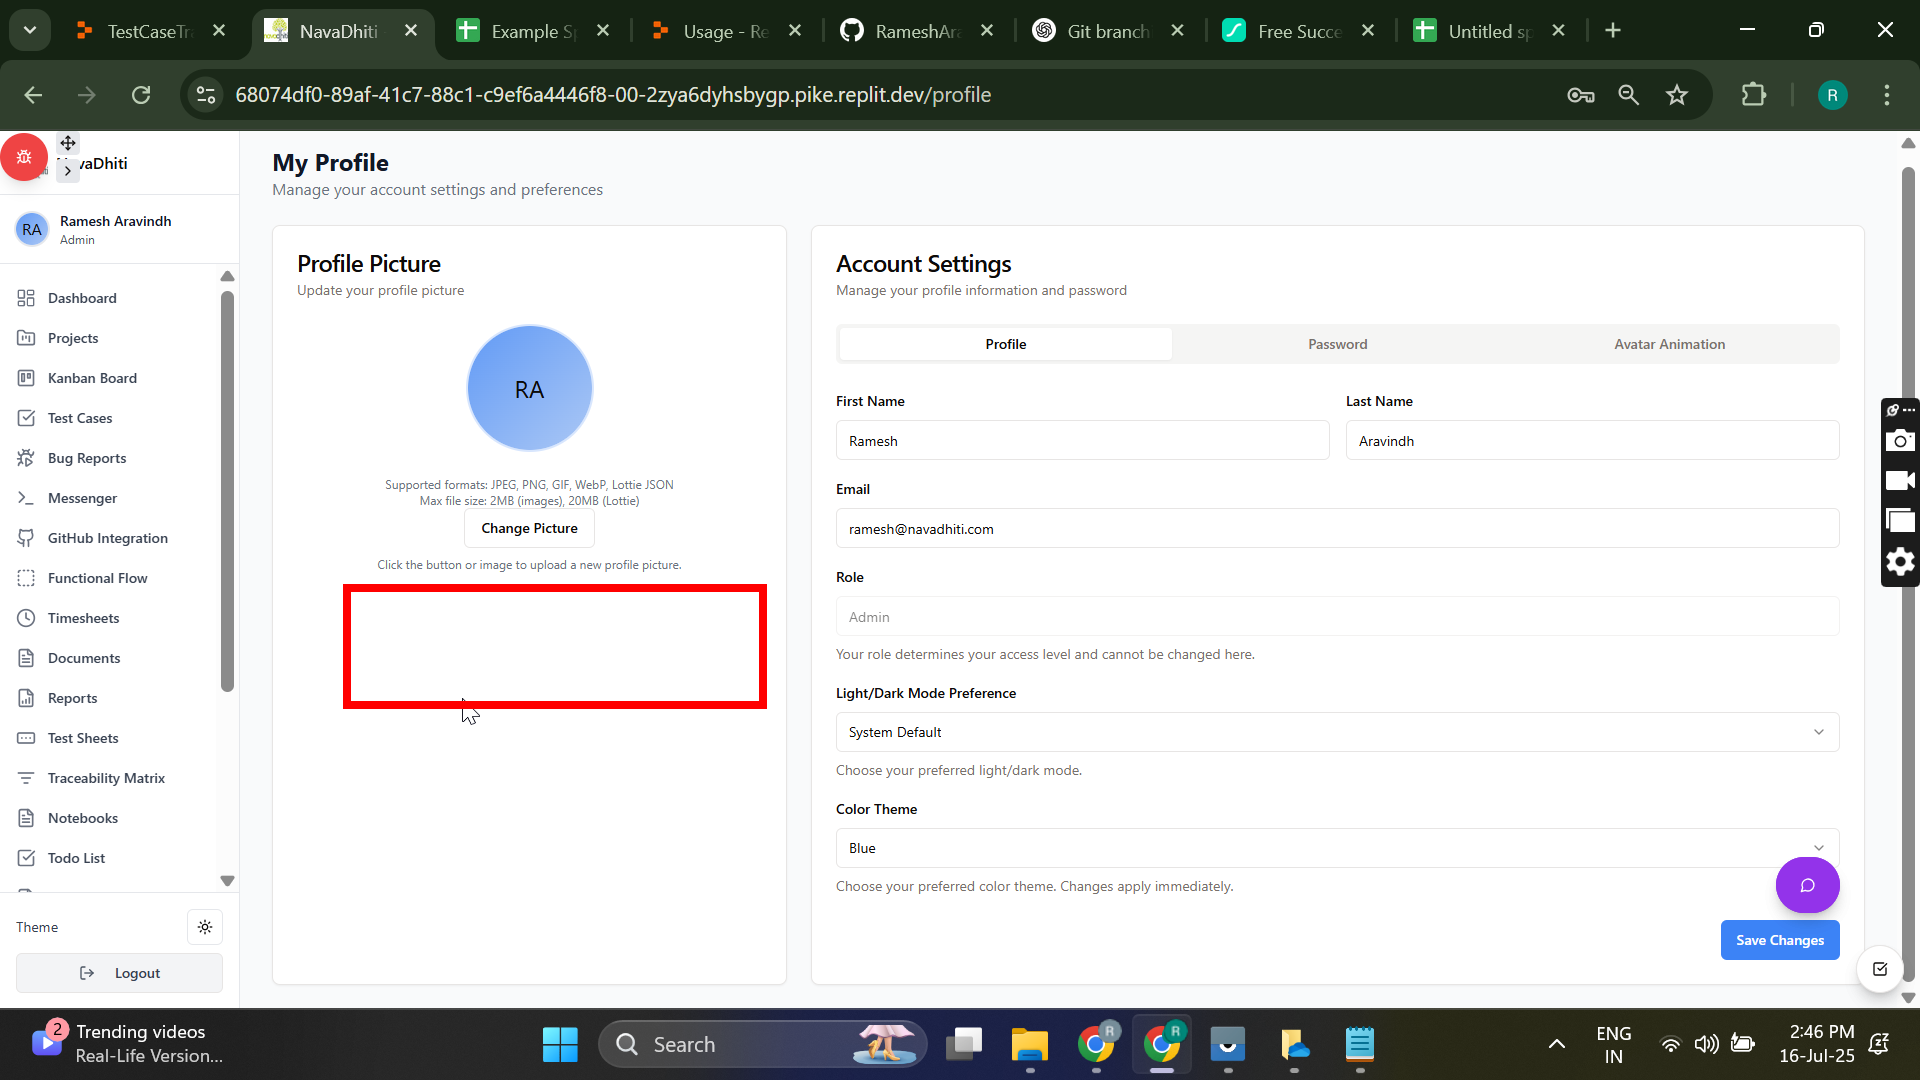 TestCaseTra
NavaDhiti
Example Sp
Usage - Re
RameshAra
Git branch
Free Succe
Untitled sp
68074df0-89af-41c7-88c1-c9ef6a4446f8-00-2zya6dyhsbygp.pike.replit.dev/profile
R
vaDhiti
RA
Ramesh Aravindh
Admin
Dashboard
Projects
Kanban Board
Test Cases
Bug Reports
Messenger
GitHub Integration
Functional Flow
Timesheets
Documents
Reports
Test Sheets
Traceability Matrix
Notebooks
Todo List
Theme
Logout
My Profile
Manage your account settings and preferences
Profile Picture
Update your profile picture
RA
Supported formats: JPEG, PNG, GIF, WebP, Lottie JSON
Max file size: 2MB (images), 20MB (Lottie)
Change Picture
Click the button or image to upload a new profile picture.
Account Settings
Manage your profile information and password
Profile
Password
Avatar Animation
First Name
Last Name
Ramesh
Aravindh
Email
ramesh@navadhiti.com
Role
Admin
Your role determines your access level and cannot be changed here.
Light/Dark Mode Preference
System Default
Choose your preferred light/dark mode.
Color Theme
Blue
Choose your preferred color theme. Changes apply immediately.
Save Changes
2
Trending videos
Real-Life Version...
Search
R
R
ENG
IN
2:46 PM
16-Jul-25